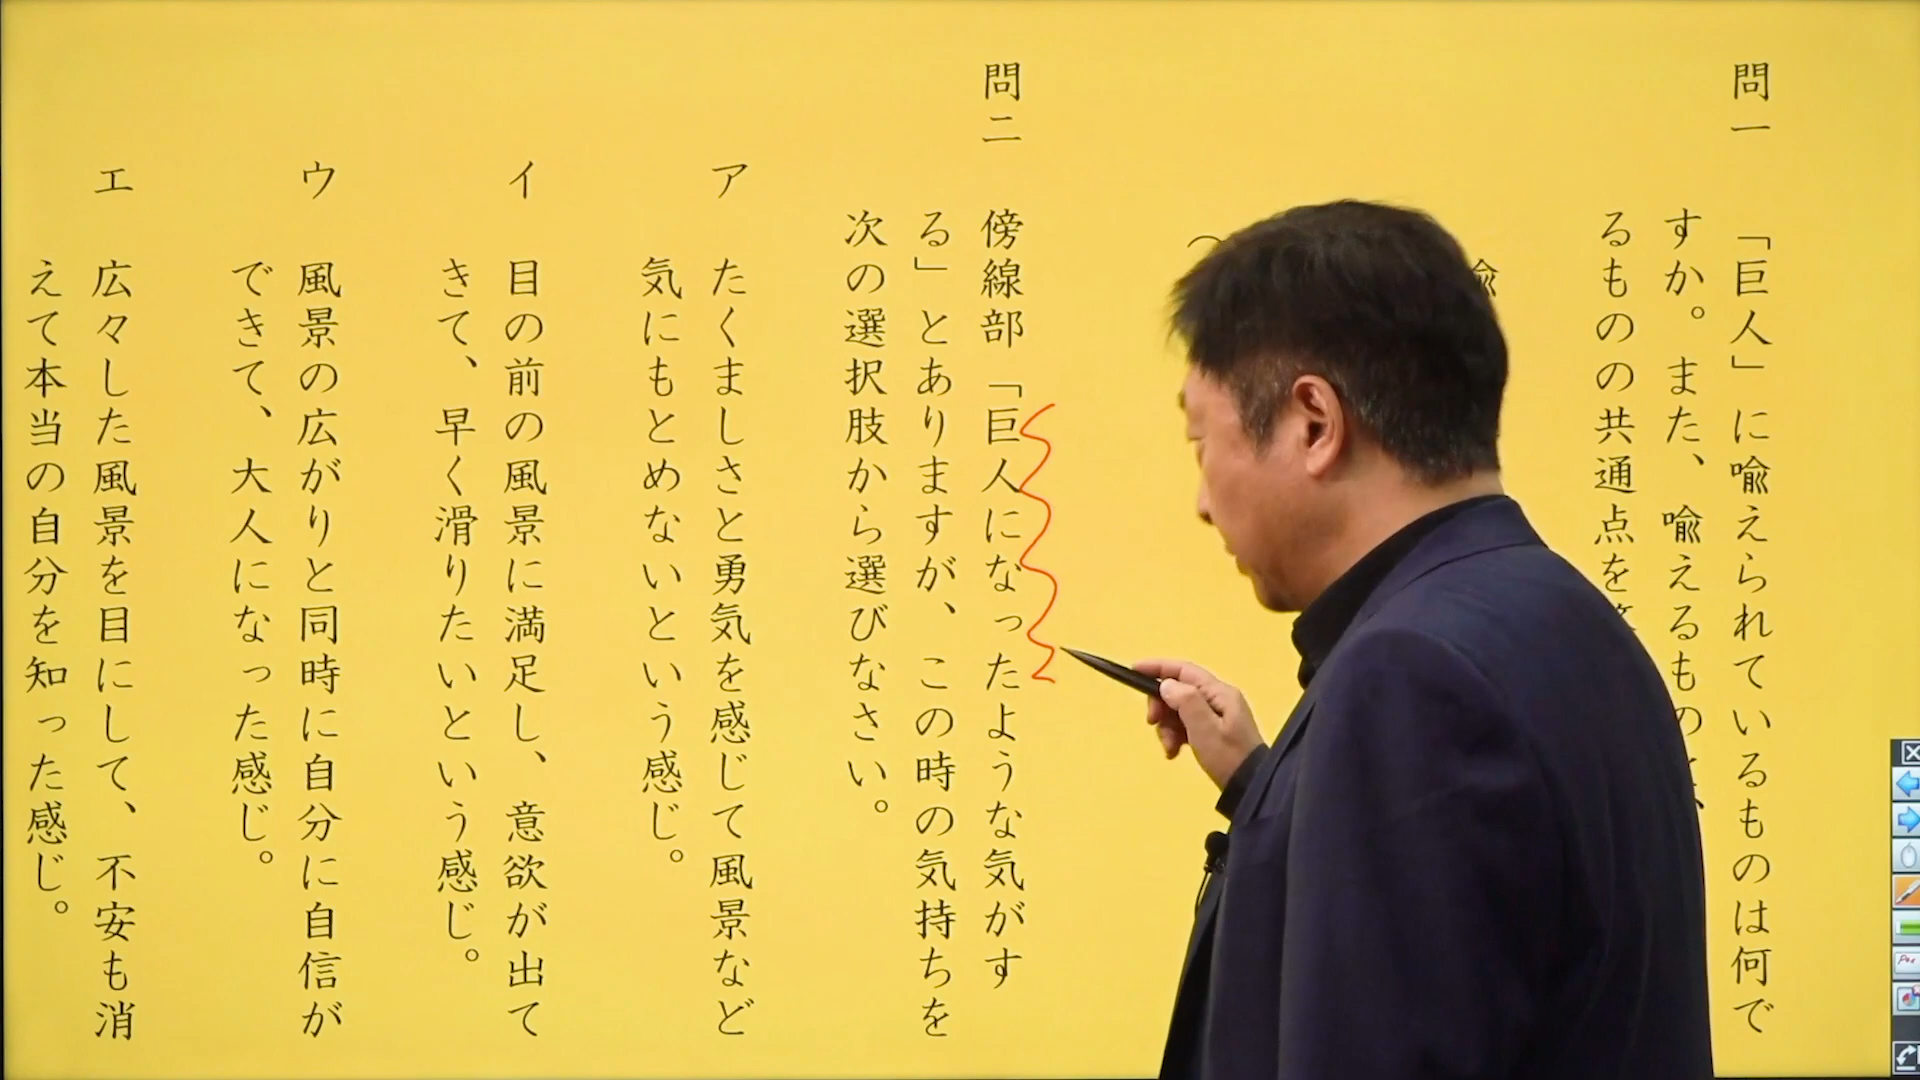 問一 「巨人」に喩えられているものは何で
すか。また、喩えるもの
るものの共通点を
喩
（
問二 傍線部「巨人になったような気がす
る」とありますが、この時の気持ちを
次の選択肢から選びなさい。
ア たくましさと勇気を感じて風景など
気にもとめないという感じ。
イ 目の前の風景に満足し、意欲が出て
きて、早く滑りたいという感じ。
ウ 風景の広がりと同時に自分に自信が
できて、大人になった感じ。
エ 広々した風景を目にして、不安も消
えて本当の自分を知った感じ。